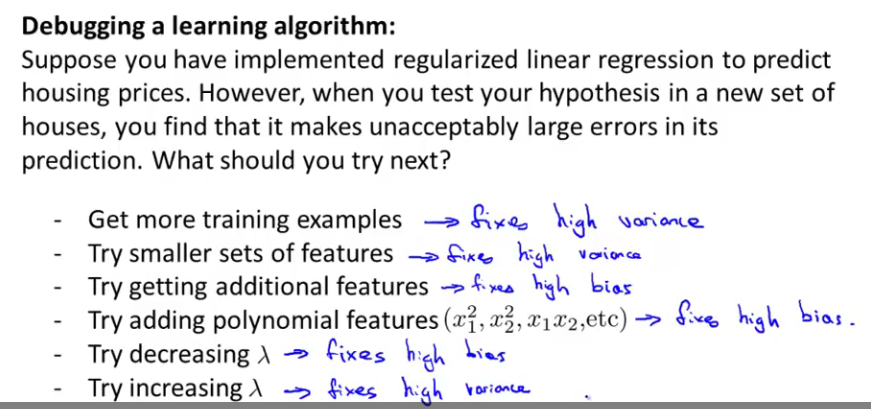 Debugging a learning algorithm:
Suppose you have implemented regularized linear regression to predict
housing prices. However, when you test your hypothesis in a new set of
houses, you find that it makes unacceptably large errors in its
prediction. What should you try next?
- Get more training examples → fixes high variance
- Try smaller sets of features → fixes high variance
- Try getting additional features → fixes high bias
- Try adding polynomial features (x₁², x₂², x₁x₂,etc) → fixes high bias.
- Try decreasing λ → fixes high bias
- Try increasing λ → fixes high variance